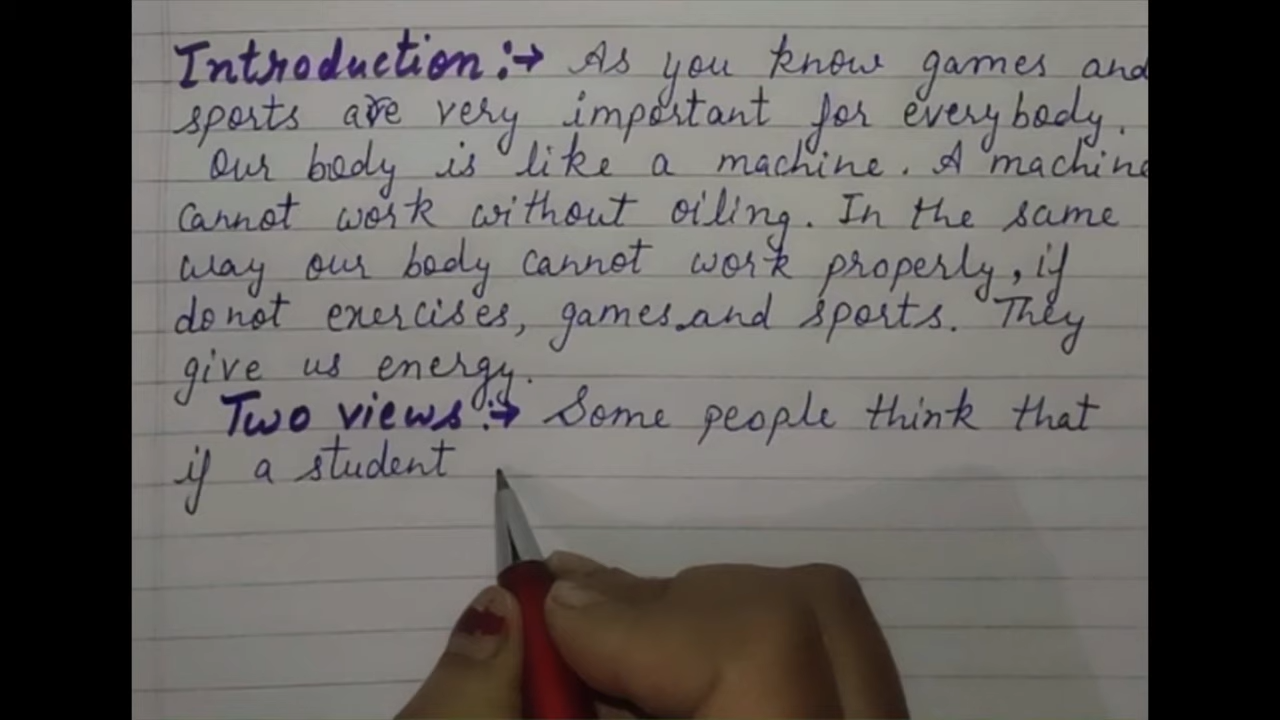 Introduction :→ As you know games and
sports are very important for everybody.
Our body is like a machine. A machine
cannot work without oiling. In the same
way our body cannot work properly, if
do not exercises, games and sports. They
give us energy.
Two views :→ Some people think that
if a student